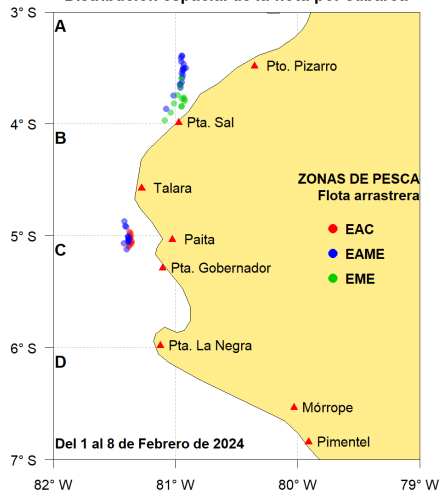 Distribución espacial de la flota por subárea
3° S
A
Pto. Pizarro
4° S
Pta. Sal
B
ZONAS DE PESCA
Flota arrastrera
Talara
EAC
5° S
Paita
C
EAME
Pta. Gobernador
EME
6° S
Pta. La Negra
D
Mórrope
Del 1 al 8 de Febrero de 2024
Pimentel
7° S
82° W
81° W
80° W
79° W